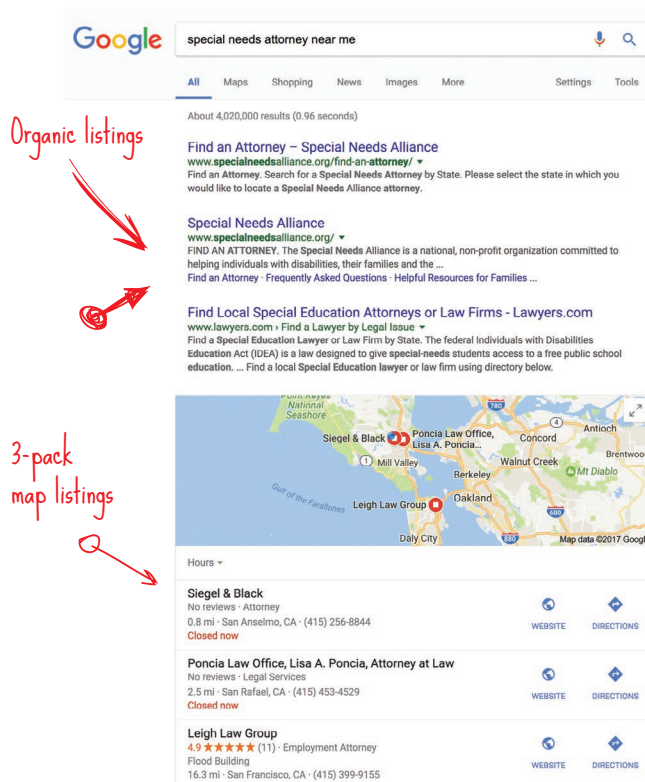 Google
special needs attorney near me
All Maps Shopping News Images More Settings Tools
About 4,020,000 results (0.96 seconds)
Organic listings
Find an Attorney – Special Needs Alliance
www.specialneedsalliance.org/find-an-attorney/
Find an Attorney. Search for a Special Needs Attorney by State. Please select the state in which you
would like to locate a Special Needs Alliance attorney.
Special Needs Alliance
www.specialneedsalliance.org/
FIND AN ATTORNEY. The Special Needs Alliance is a national, non-profit organization committed to
helping individuals with disabilities, their families and the ...
Find an Attorney · Frequently Asked Questions · Helpful Resources for Families ...
Find Local Special Education Attorneys or Law Firms - Lawyers.com
www.lawyers.com › Find a Lawyer by Legal Issue
Find a Special Education Lawyer or Law Firm by State. The federal Individuals with Disabilities
Education Act (IDEA) is a law designed to give special-needs students access to a free public school
education. ... Find a local Special Education lawyer or law firm using directory below.
3-pack
map listings
Point Reyes
National
Seashore
780
4
Antioch
Siegel & Black
Poncia Law Office,
Lisa A. Poncia...
Concord
Brentwoo
1
Mill Valley
Walnut Creek
Mt Diablo
Berkeley
Gulf of the Farallones
Leigh Law Group
Oakland
680
Daly City
880
Map data ©2017 Googl
Hours
Siegel & Black
No reviews · Attorney
0.8 mi · San Anselmo, CA · (415) 256-8844
Closed now
WEBSITE DIRECTIONS
Poncia Law Office, Lisa A. Poncia, Attorney at Law
No reviews · Legal Services
2.5 mi · San Rafael, CA · (415) 453-4529
Closed now
WEBSITE DIRECTIONS
Leigh Law Group
4.9 (11) · Employment Attorney
Flood Building
16.3 mi · San Francisco, CA · (415) 399-9155
WEBSITE DIRECTIONS